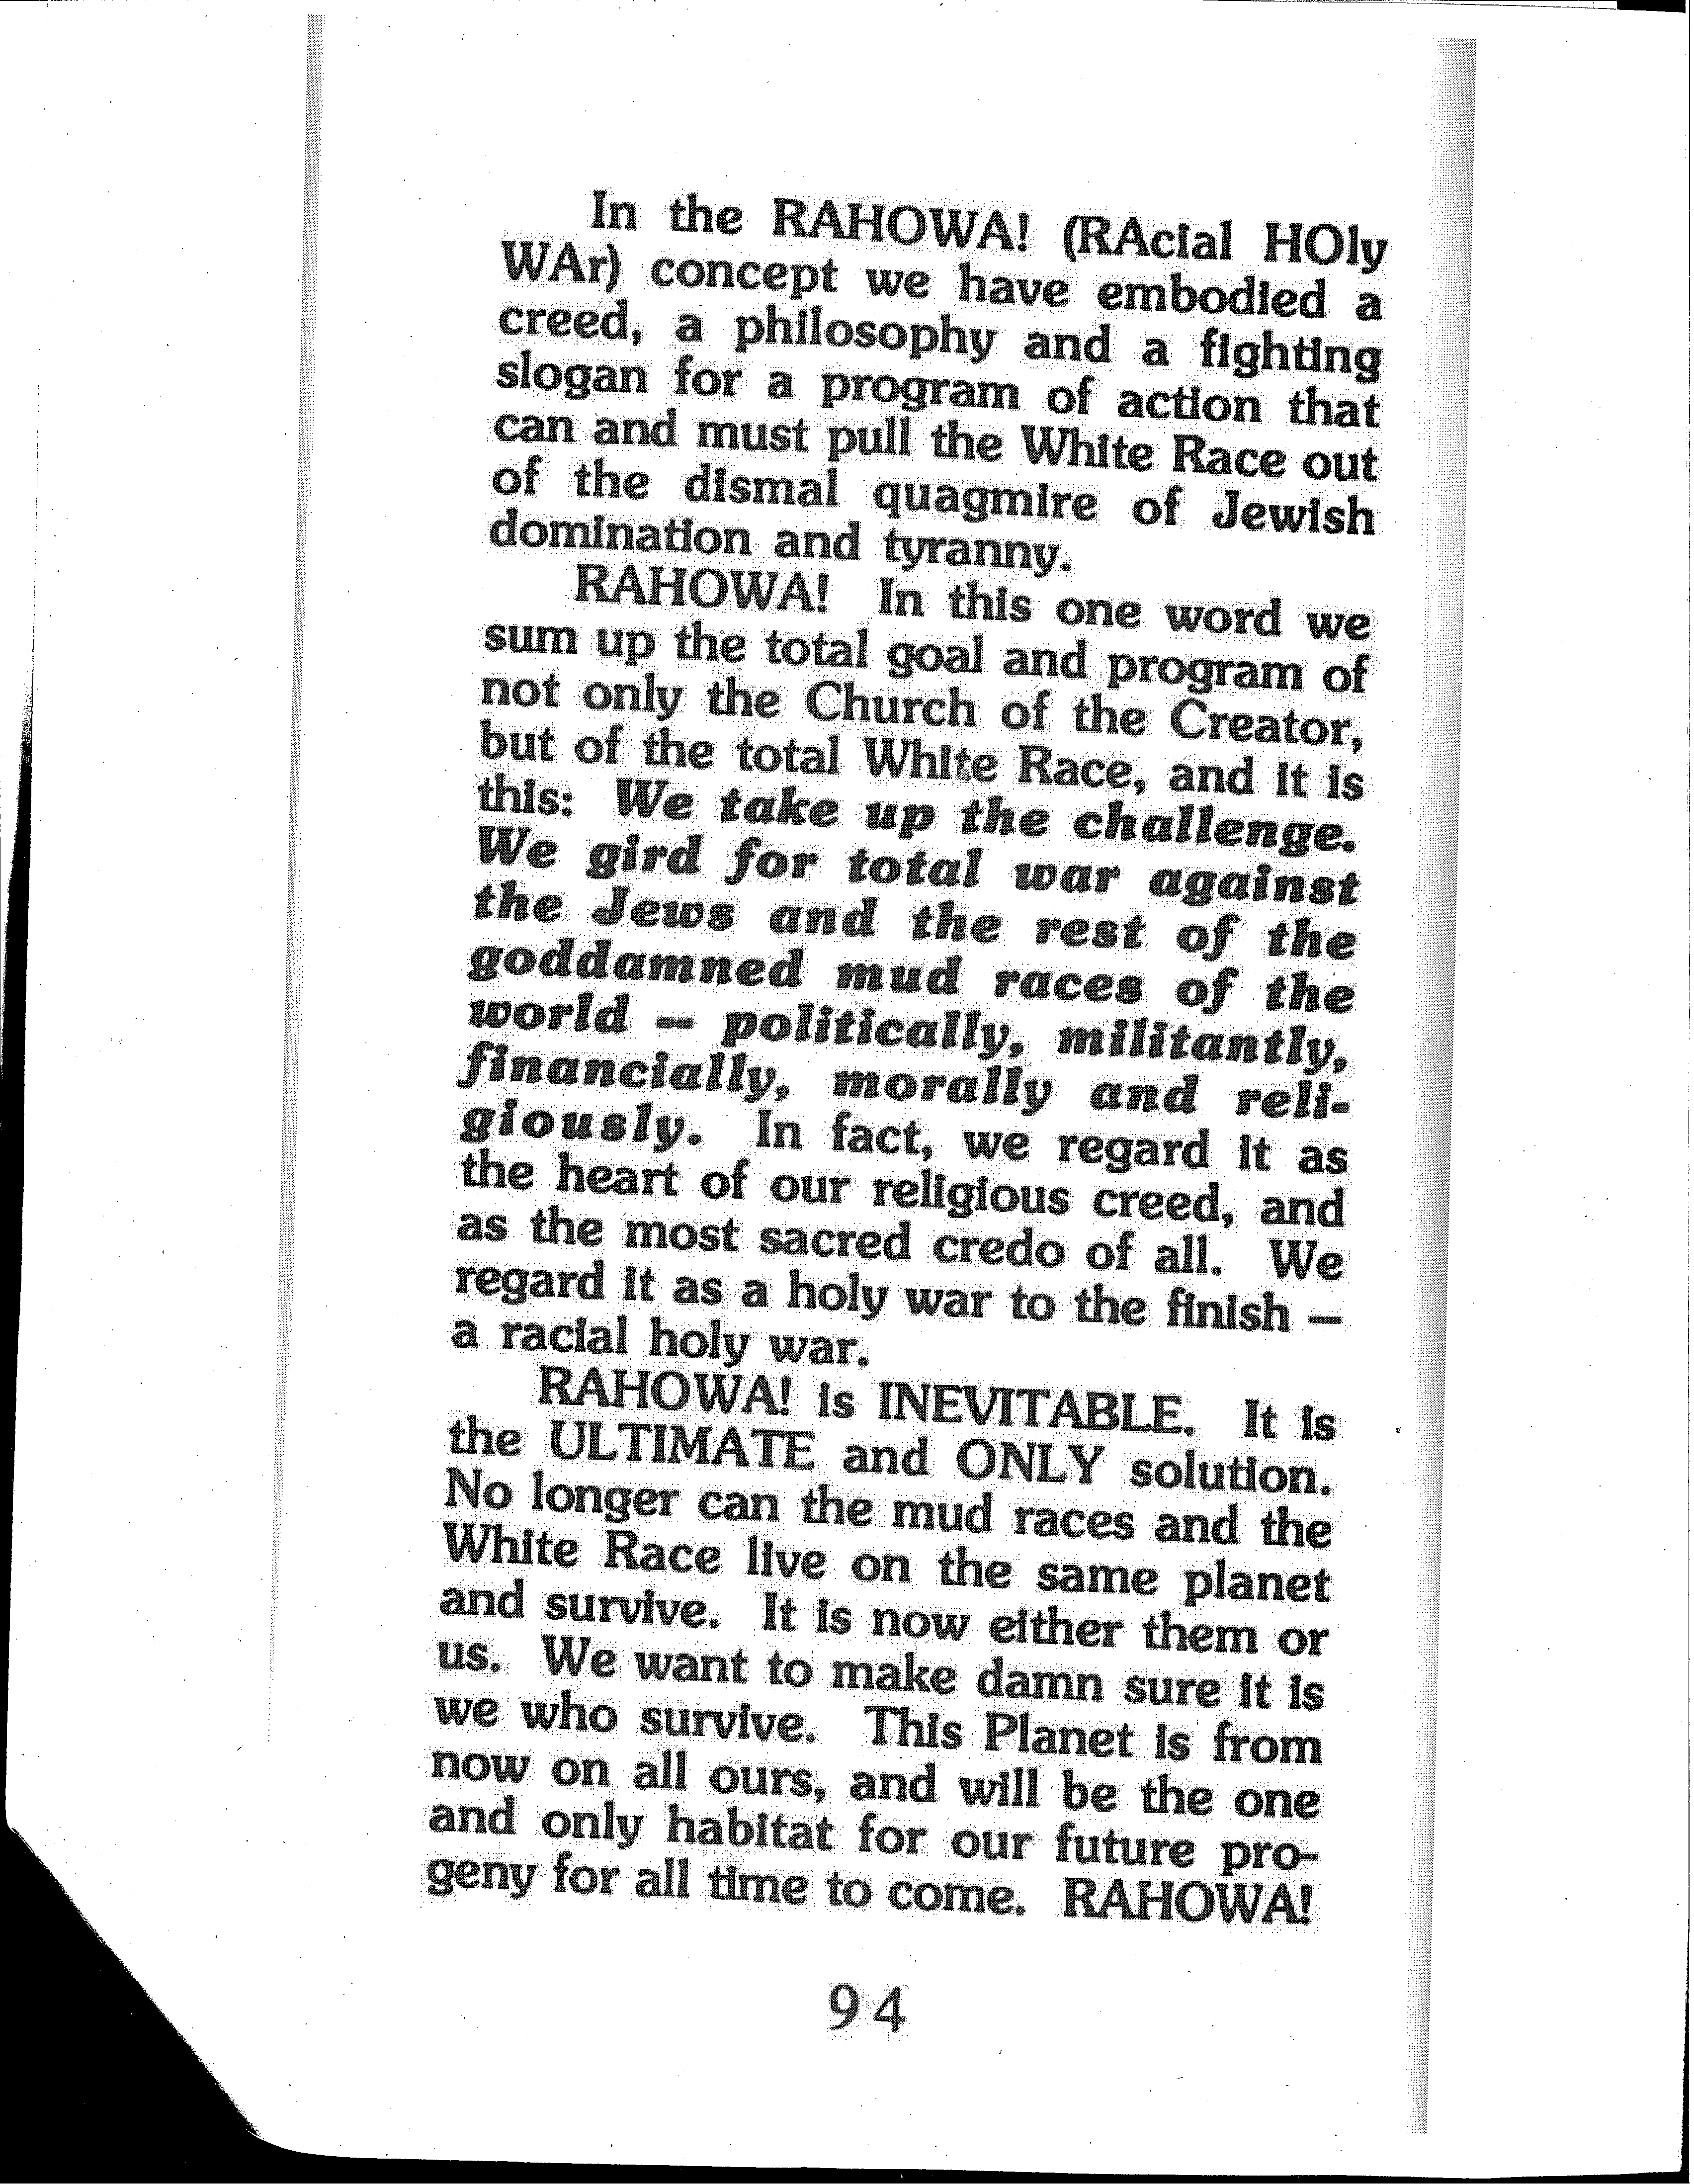 In the RAHOWA! (RAcial HOly
WAr) concept we have embodied a
creed, a philosophy and a fighting
slogan for a program of action that
can and must pull the White Race out
of the dismal quagmire of Jewish
domination and tyranny.
RAHOWA! In this one word we
sum up the total goal and program of
not only the Church of the Creator,
but of the total White Race, and it is
this: We take up the challenge.
We gird for total war against
the Jews and the rest of the
goddamned mud races of the
world — politically, militantly,
financially, morally and reli-
giously. In fact, we regard it as
the heart of our religious creed, and
as the most sacred credo of all. We
regard it as a holy war to the finish —
a racial holy war.
RAHOWA! is INEVITABLE. It is
the ULTIMATE and ONLY solution.
No longer can the mud races and the
White Race live on the same planet
and survive. It is now either them or
us. We want to make damn sure it is
we who survive. This Planet is from
now on all ours, and will be the one
and only habitat for our future pro-
geny for all time to come. RAHOWA!
94